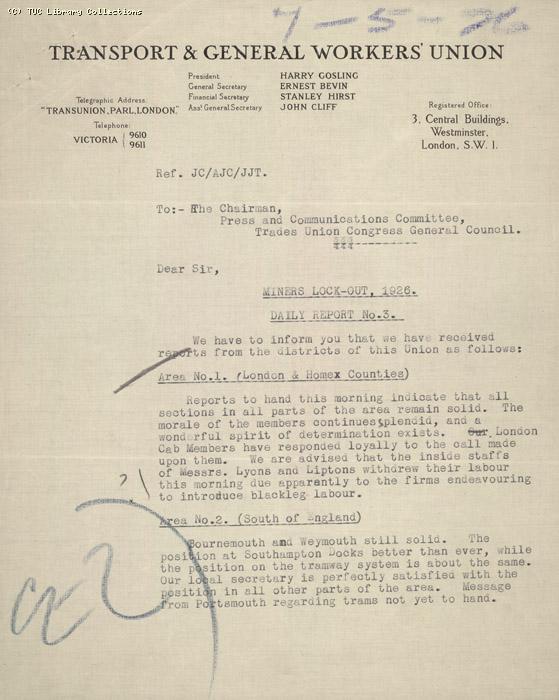 (C) TUC Library Collections
7-5-26
TRANSPORT & GENERAL WORKERS' UNION
President HARRY GOSLING
General Secretary ERNEST BEVIN
Financial Secretary STANLEY HIRST
Asst General Secretary JOHN CLIFF
Telegraphic Address:
"TRANSUNION, PARL, LONDON."
Telephone:
VICTORIA 9610
9611
Registered Office:
3, Central Buildings,
Westminster,
London, S.W.1.
Ref. JC/AJC/JJT.
To:- The Chairman,
Press and Communications Committee,
Trades Union Congress General Council.
Dear Sir,
MINERS LOCK-OUT, 1926.
DAILY REPORT No.3.
We have to inform you that we have received
reports from the districts of this Union as follows:
Area No.1. (London & Homex Counties)
Reports to hand this morning indicate that all
sections in all parts of the area remain solid. The
morale of the members continues splendid, and a
wonderful spirit of determination exists. Our London
Cab Members have responded loyally to the call made
upon them. We are advised that the inside staffs
of Messrs. Lyons and Liptons withdrew their labour
this morning due apparently to the firms endeavouring
to introduce blackleg labour.
?
Area No.2. (South of England)
Bournemouth and Weymouth still solid. The
position at Southampton Docks better than ever, while
the position on the tramway system is about the same.
Our local secretary is perfectly satisfied with the
position in all other parts of the area. Message
from Portsmouth regarding trams not yet to hand.